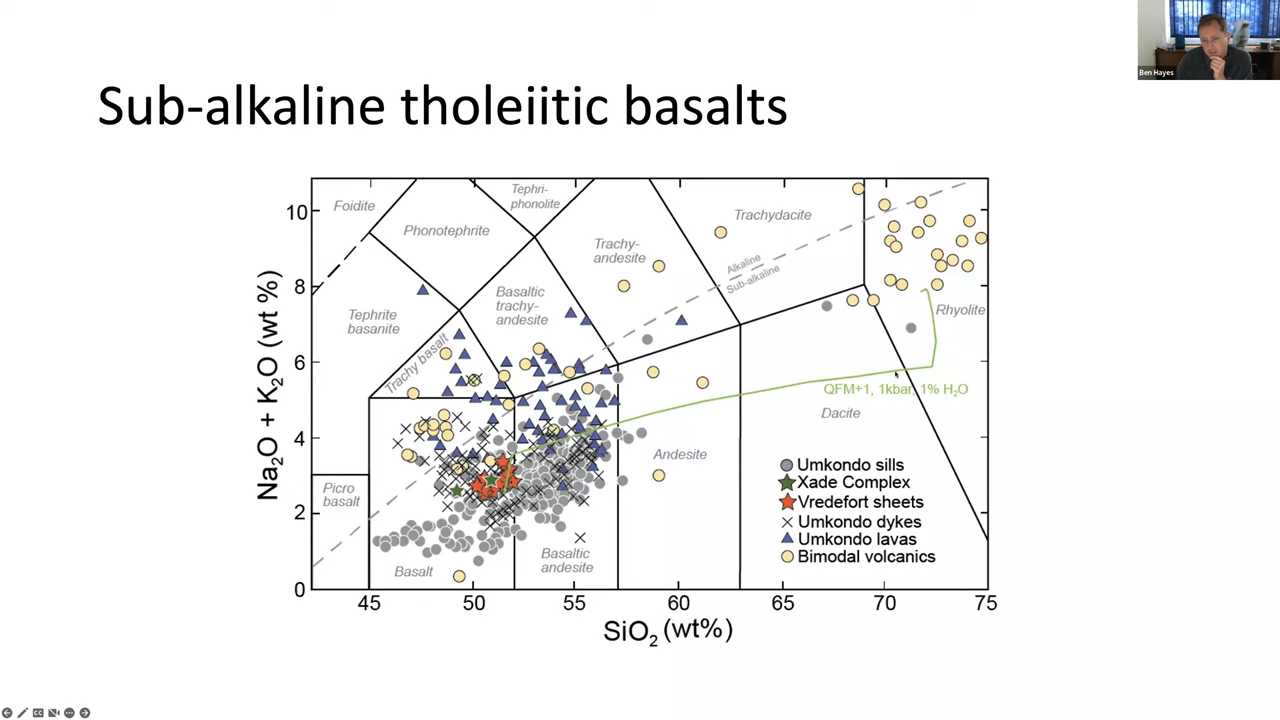 Ben Hayes
Sub-alkaline tholeiitic basalts
Na2O + K2O (wt %)
10
8
6
4
2
0
Foidite
Phonotephrite
Tephri-
phonolite
Trachy-
andesite
Trachydacite
Alkaline
Sub-alkaline
Tephrite
basanite
Basaltic
trachy-
andesite
Trachy basalt
Rhyolite
QFM+1, 1kbar, 1% H2O
Dacite
Andesite
Picro
basalt
Basalt
Basaltic
andesite
Umkondo sills
Xade Complex
Vredefort sheets
Umkondo dykes
Umkondo lavas
Bimodal volcanics
45
50
55
60
65
70
75
SiO2 (wt%)
CC